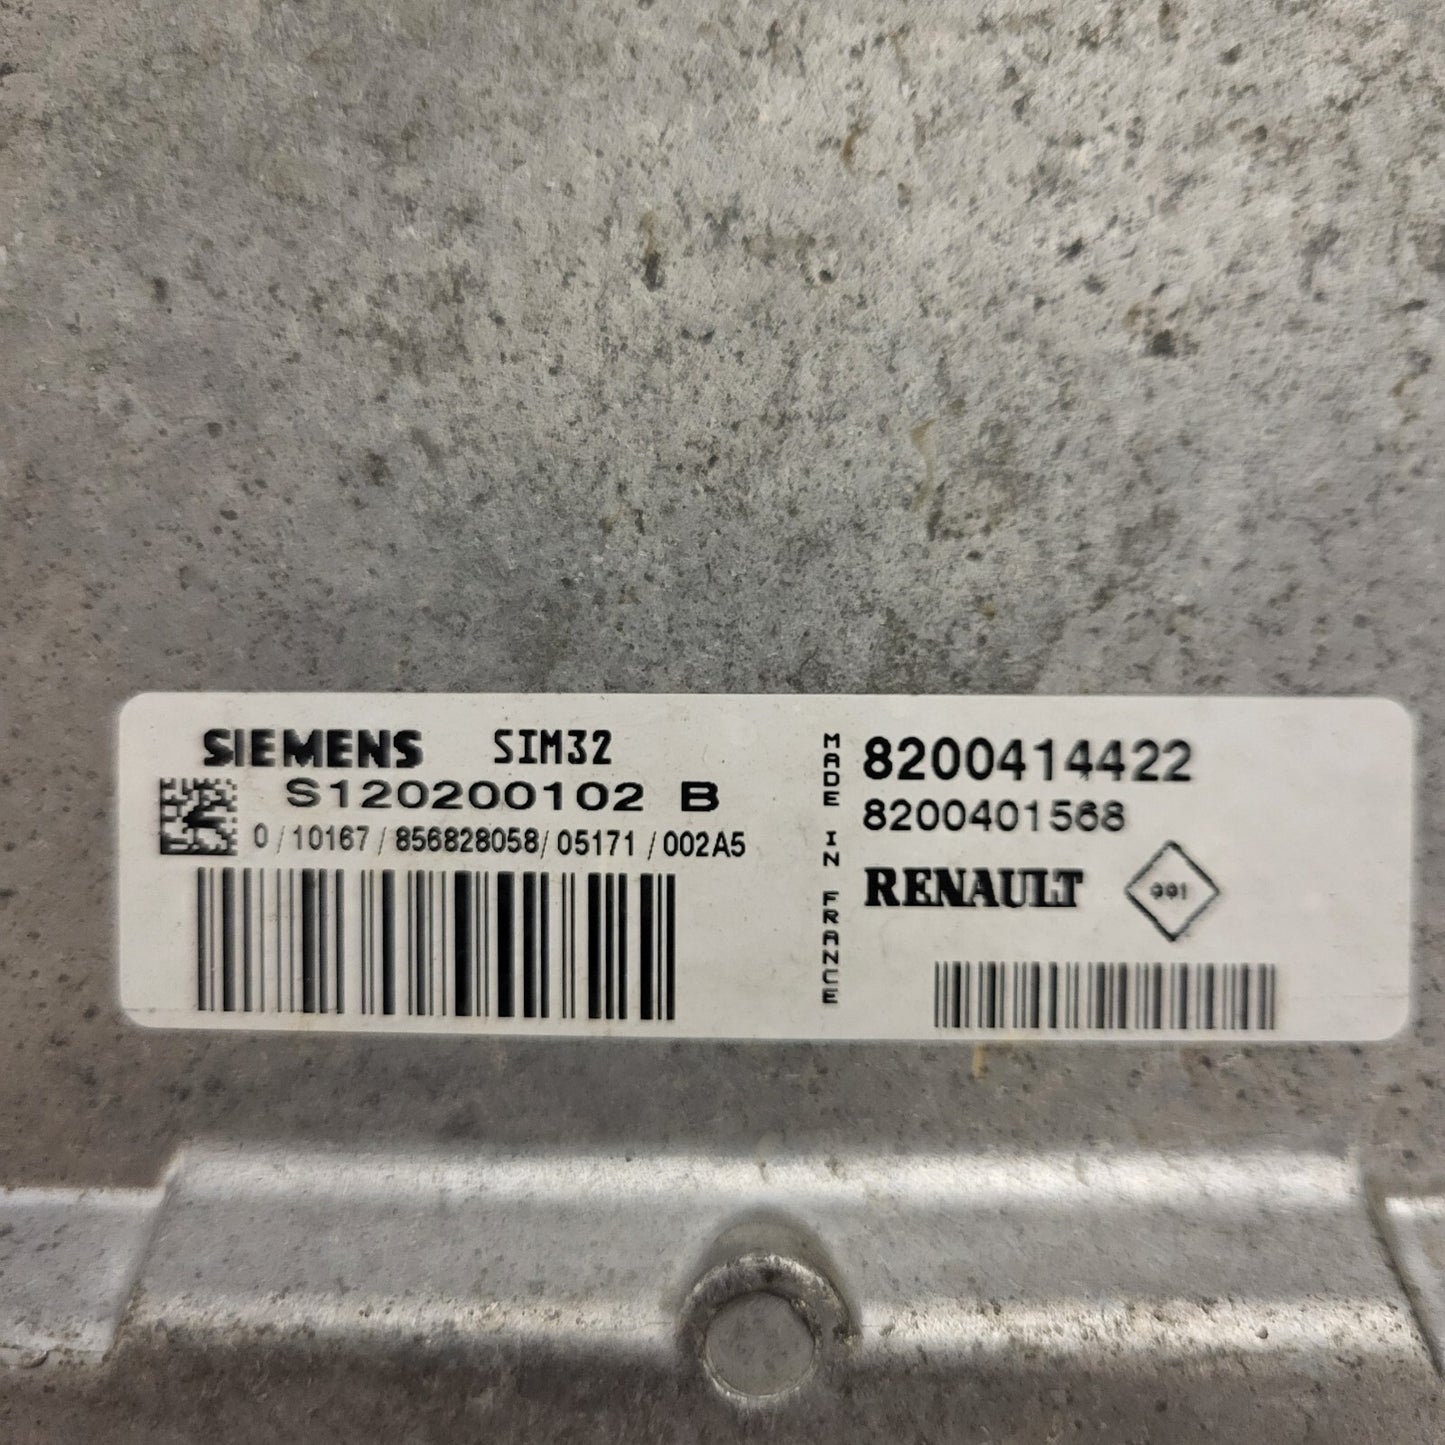 SIEMENS SIM32
S120200102 B
0/10167/856828058/05171/002A5
MADE IN FRANCE
8200414422
8200401568
RENAULT